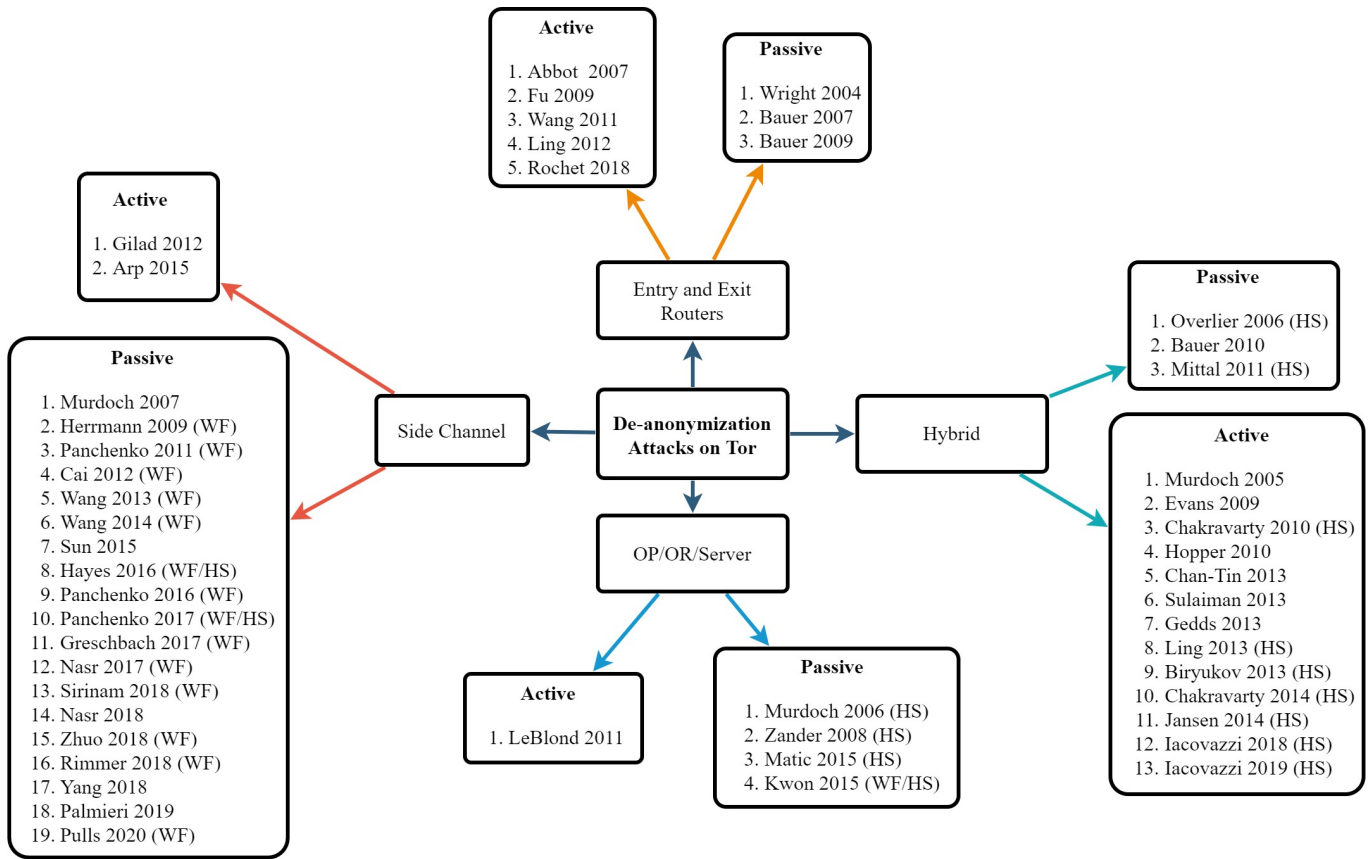 Active
1. Abbot 2007
2. Fu 2009
3. Wang 2011
4. Ling 2012
5. Rochet 2018
Passive
1. Wright 2004
2. Bauer 2007
3. Bauer 2009
Active
1. Gilad 2012
2. Arp 2015
Entry and Exit
Routers
Passive
1. Overlier 2006 (HS)
2. Bauer 2010
3. Mittal 2011 (HS)
Passive
1. Murdoch 2007
2. Herrmann 2009 (WF)
3. Panchenko 2011 (WF)
4. Cai 2012 (WF)
5. Wang 2013 (WF)
6. Wang 2014 (WF)
7. Sun 2015
8. Hayes 2016 (WF/HS)
9. Panchenko 2016 (WF)
10. Panchenko 2017 (WF/HS)
11. Greschbach 2017 (WF)
12. Nasr 2017 (WF)
13. Sirinam 2018 (WF)
14. Nasr 2018
15. Zhuo 2018 (WF)
16. Rimmer 2018 (WF)
17. Yang 2018
18. Palmieri 2019
19. Pulls 2020 (WF)
Side Channel
De-anonymization
Attacks on Tor
Hybrid
Active
1. Murdoch 2005
2. Evans 2009
3. Chakravarty 2010 (HS)
4. Hopper 2010
5. Chan-Tin 2013
6. Sulaiman 2013
7. Gedds 2013
8. Ling 2013 (HS)
9. Biryukov 2013 (HS)
10. Chakravarty 2014 (HS)
11. Jansen 2014 (HS)
12. Iacovazzi 2018 (HS)
13. Iacovazzi 2019 (HS)
OP/OR/Server
Active
1. LeBlond 2011
Passive
1. Murdoch 2006 (HS)
2. Zander 2008 (HS)
3. Matic 2015 (HS)
4. Kwon 2015 (WF/HS)